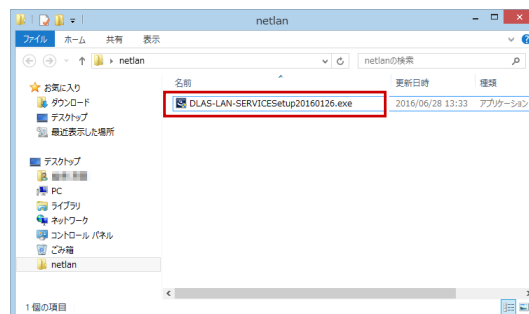 netlan
ファイル ホーム 共有 表示
netlan
netlanの検索
名前 更新日時 種類
DLAS-LAN-SERVICESetup20160126.exe 2016/06/28 13:33 アプリケーション
お気に入り
ダウンロード
デスクトップ
最近表示した場所
デスクトップ
PC
ライブラリ
ネットワーク
コントロール パネル
ごみ箱
netlan
1 個の項目